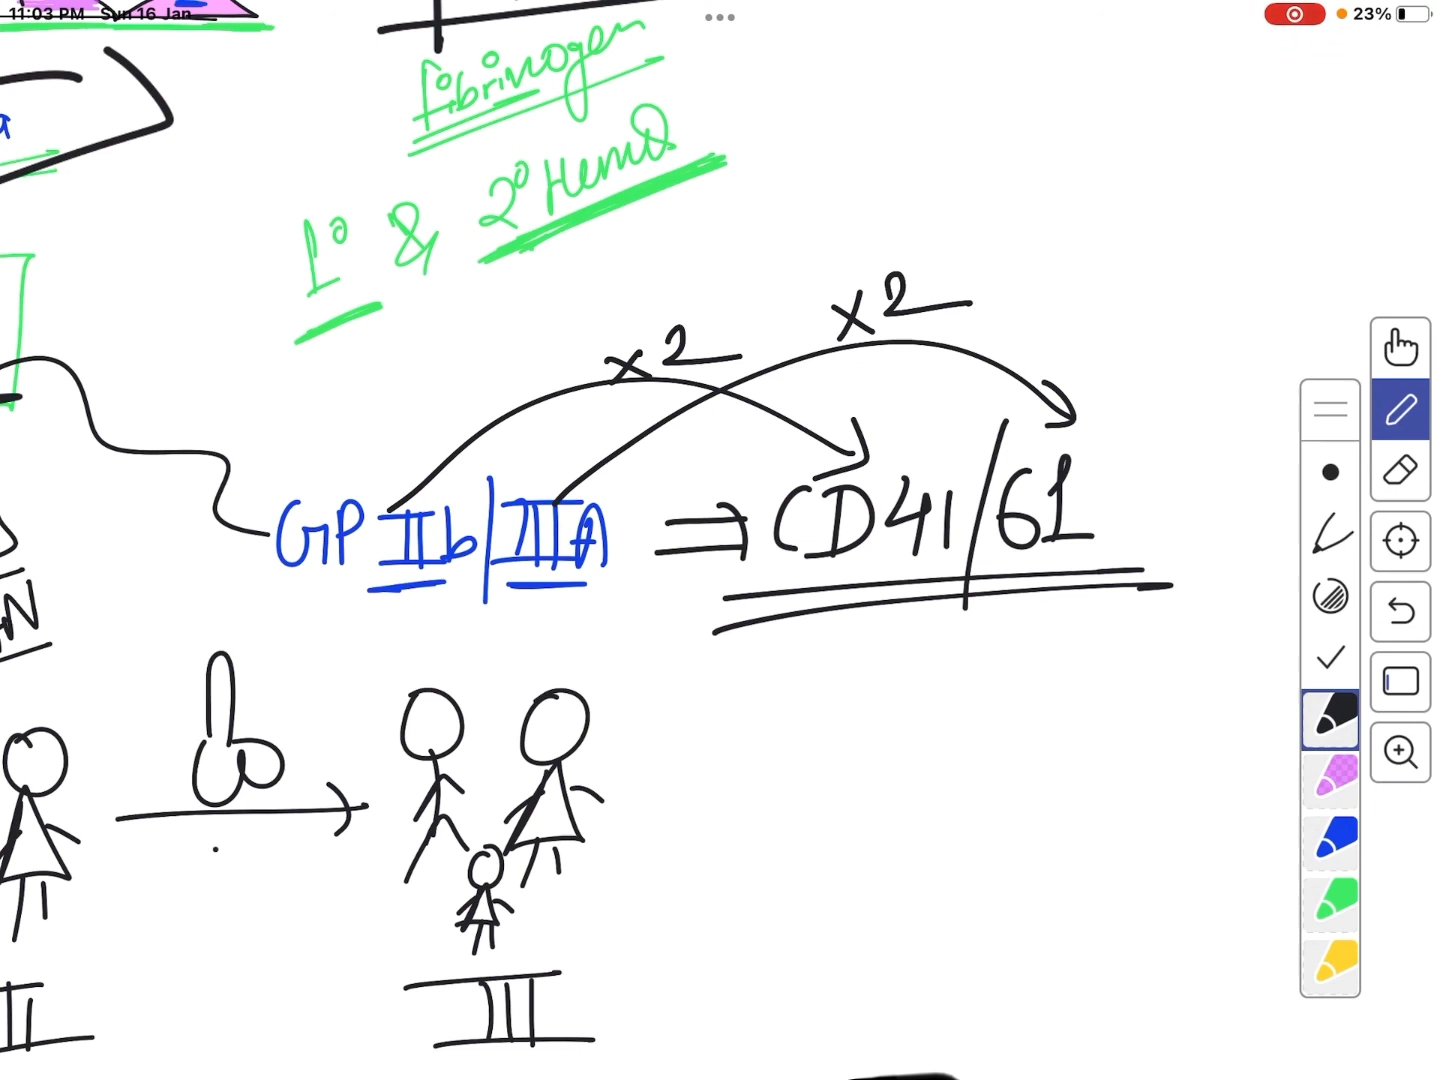 11:03 PM Sun 16 Jan
23%
a
Fibrinogen
1° & 2° Hem
x2
x2
GP IIb/IIIA ⇒ CD41/61
N
b
II
III